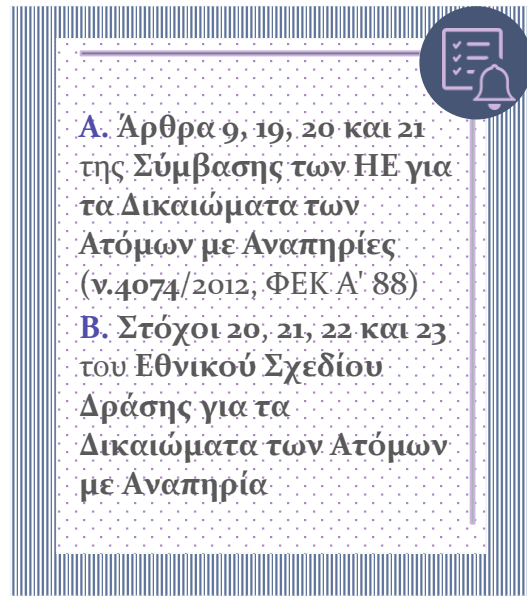 Α. Άρθρα 9, 19, 20 και 21
της Σύμβασης των ΗΕ για
τα Δικαιώματα των
Ατόμων με Αναπηρίες
(ν.4074/2012, ΦΕΚ Α' 88)
Β. Στόχοι 20, 21, 22 και 23
του Εθνικού Σχεδίου
Δράσης για τα
Δικαιώματα των Ατόμων
με Αναπηρία